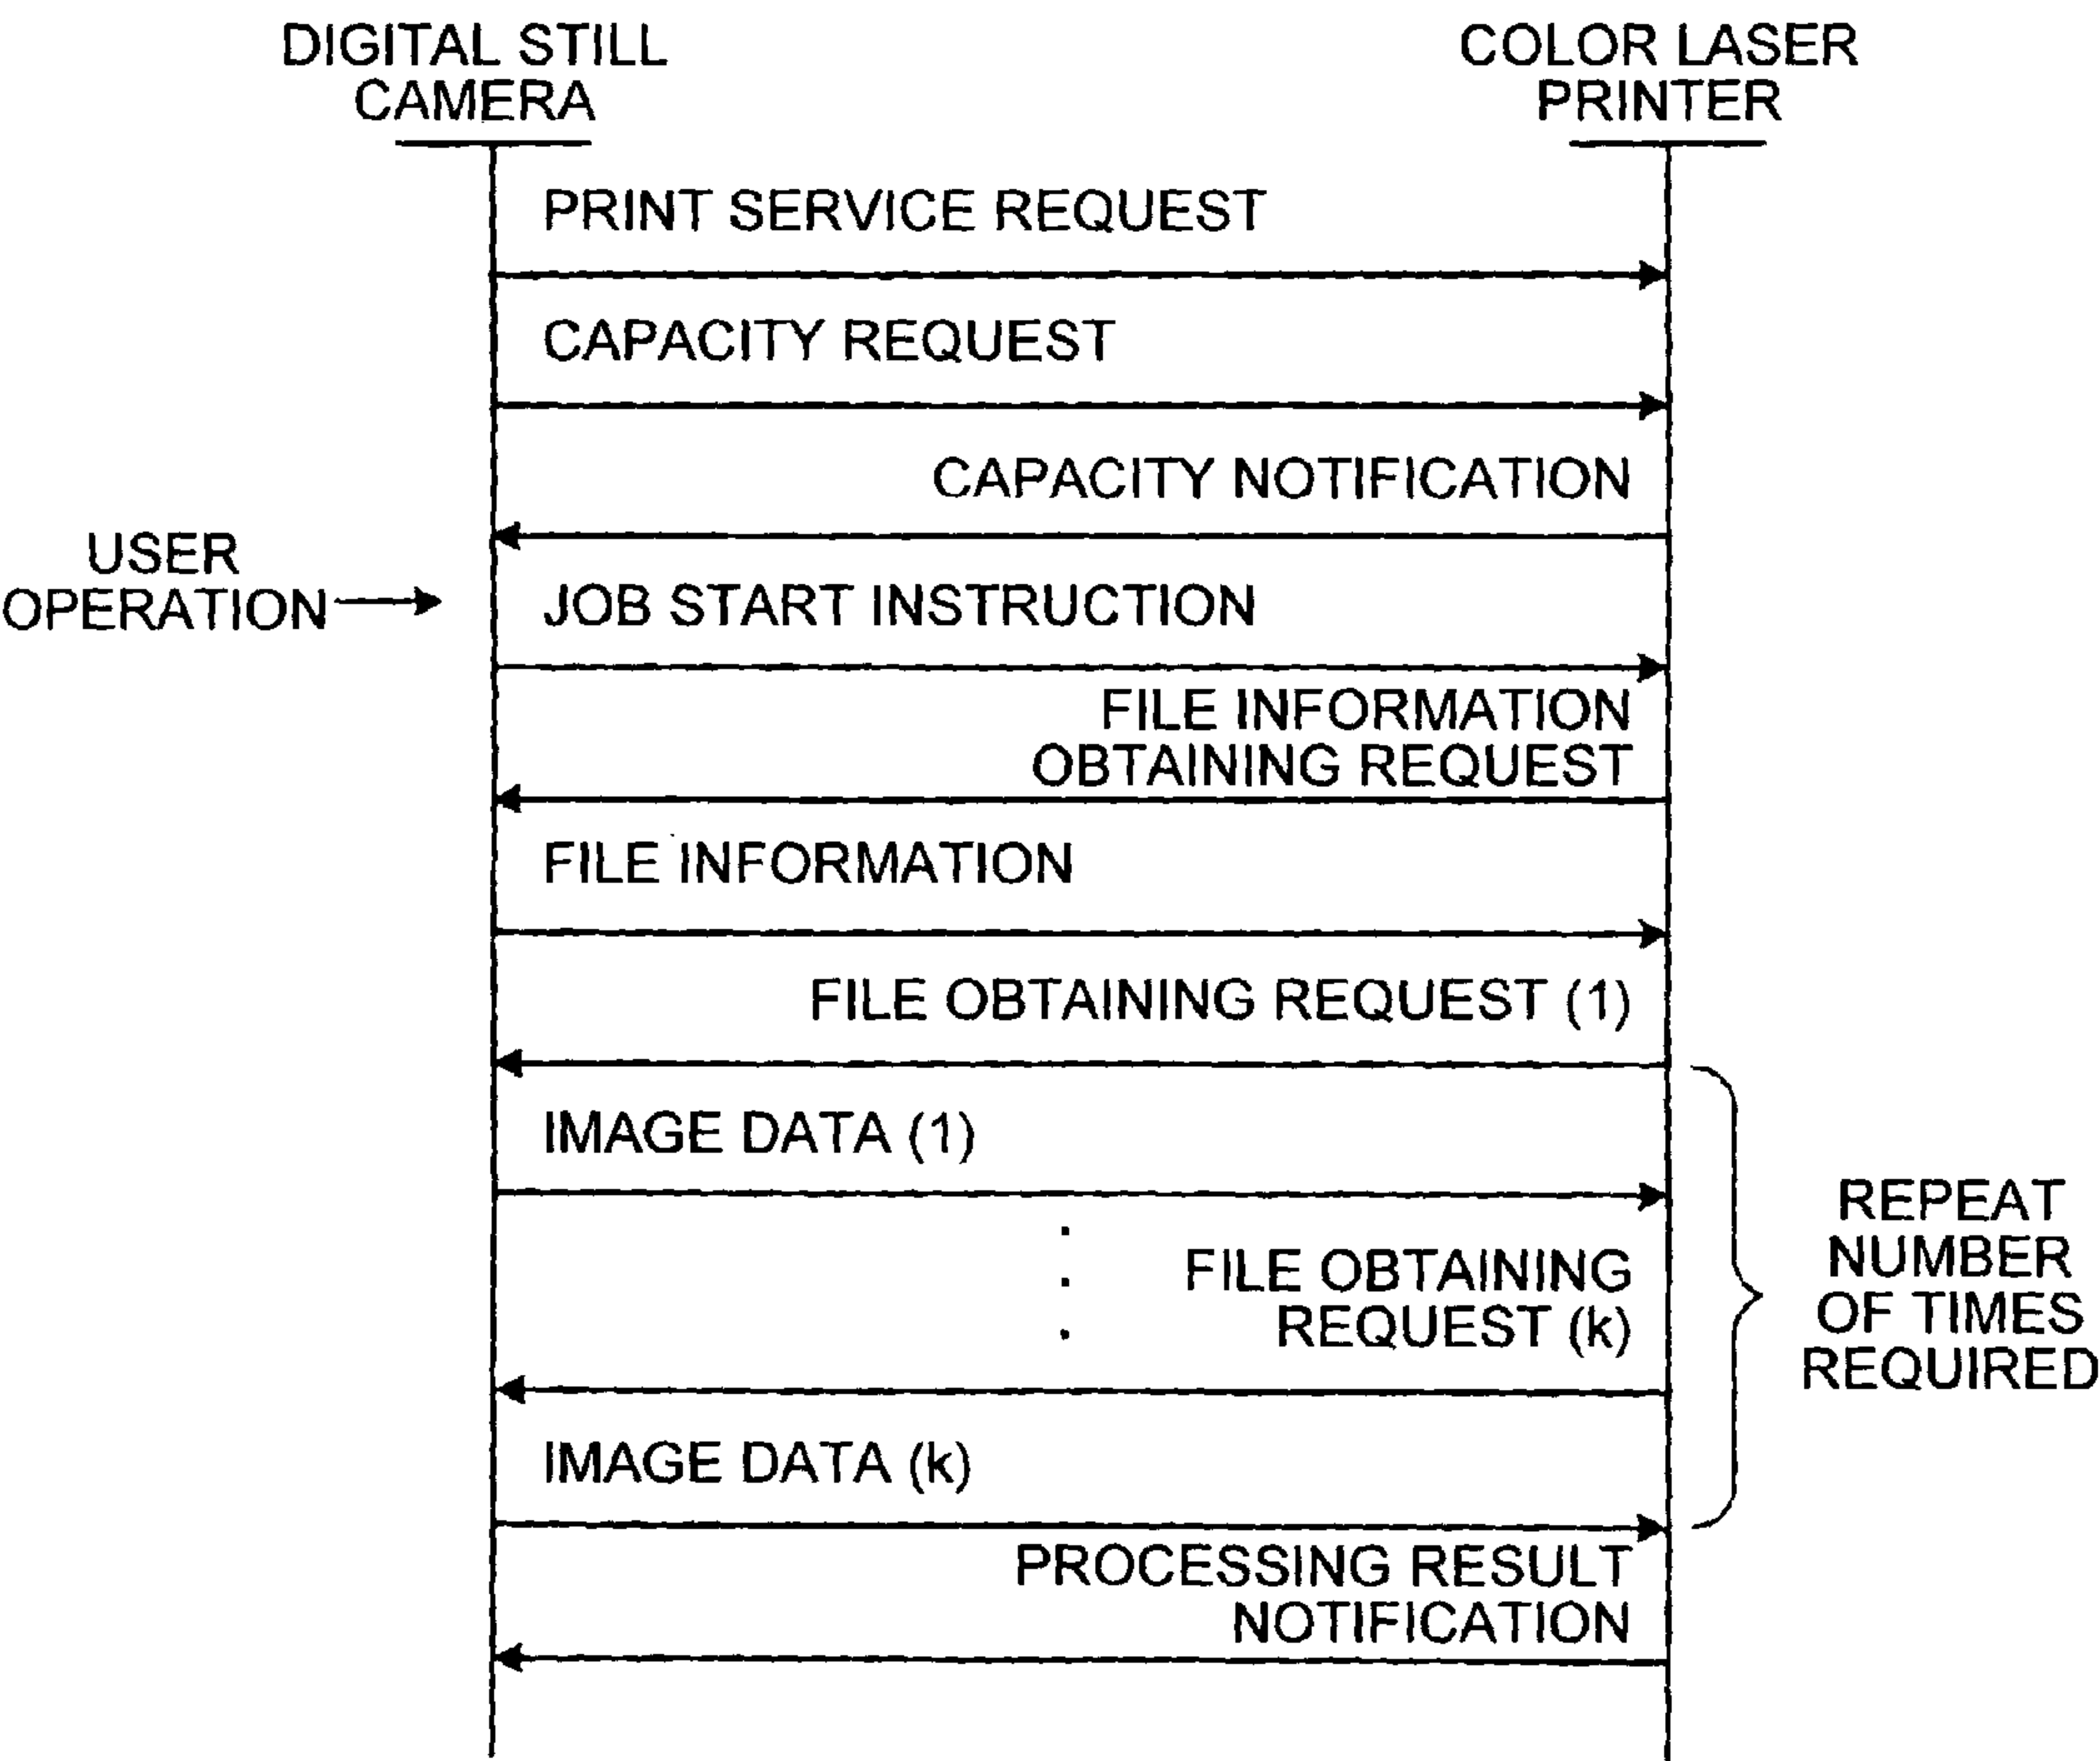 DIGITAL STILL
CAMERA
COLOR LASER
PRINTER
PRINT SERVICE REQUEST
CAPACITY REQUEST
CAPACITY NOTIFICATION
USER
OPERATION
JOB START INSTRUCTION
FILE INFORMATION
OBTAINING REQUEST
FILE INFORMATION
FILE OBTAINING REQUEST (1)
IMAGE DATA (1)
FILE OBTAINING
REQUEST (k)
REPEAT
NUMBER
OF TIMES
REQUIRED
IMAGE DATA (k)
PROCESSING RESULT
NOTIFICATION